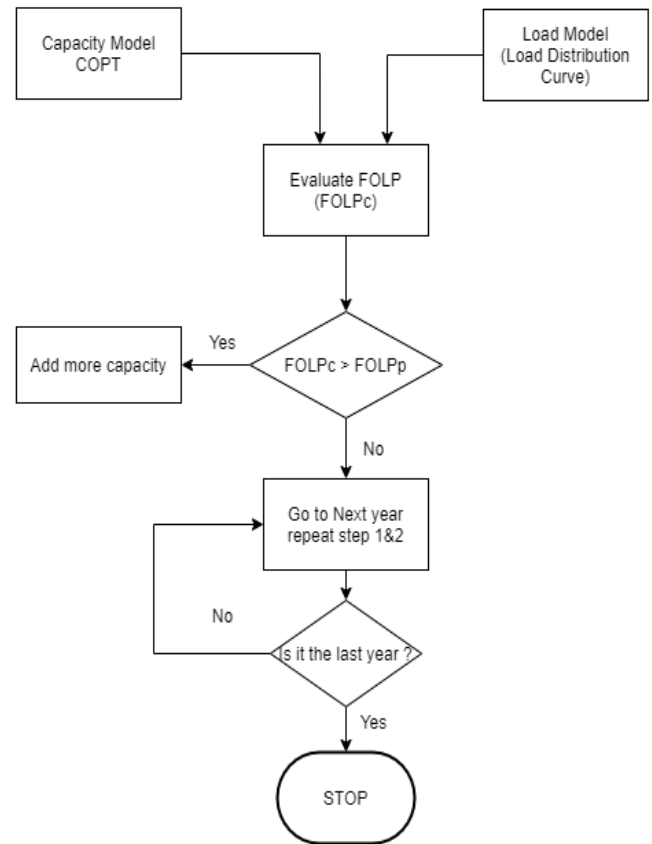 Capacity Model
COPT
Load Model
(Load Distribution
Curve)
Evaluate FOLP
(FOLPc)
Yes
Add more capacity
FOLPc > FOLPp
No
Go to Next year
repeat step 1&2
No
Is it the last year ?
Yes
STOP